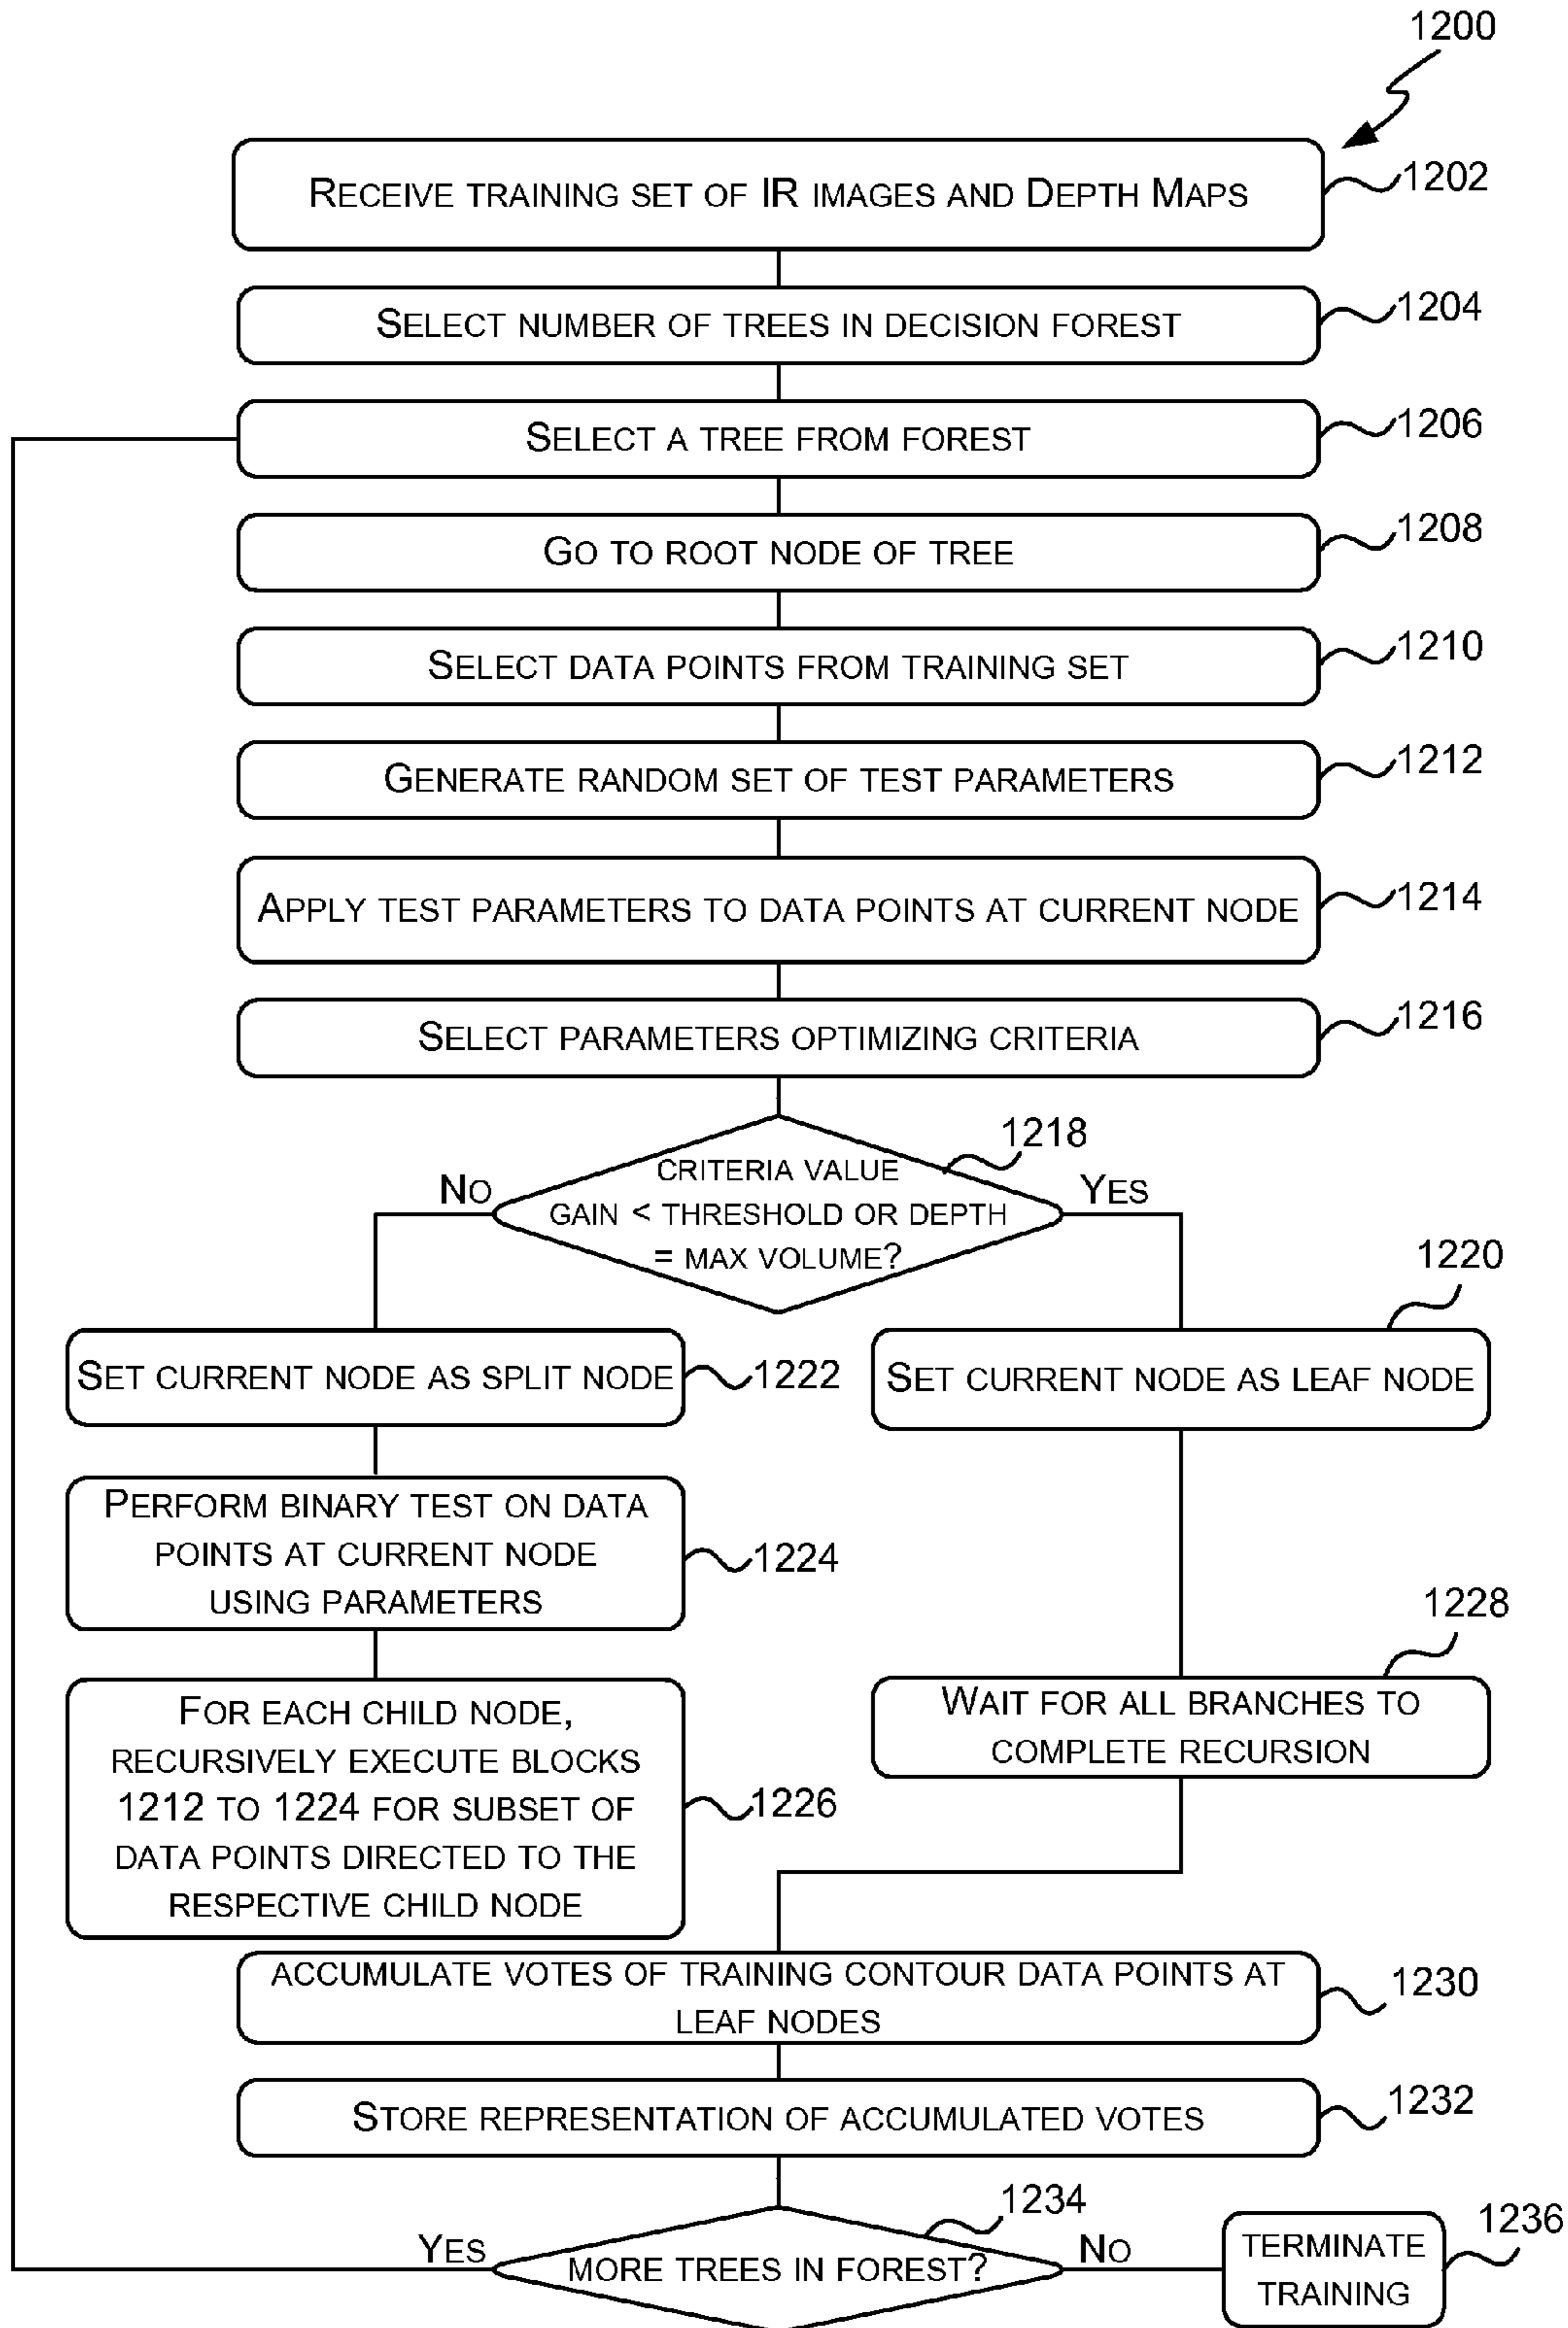 1200
RECEIVE TRAINING SET OF IR IMAGES AND DEPTH MAPS
1202
SELECT NUMBER OF TREES IN DECISION FOREST
1204
SELECT A TREE FROM FOREST
1206
GO TO ROOT NODE OF TREE
1208
SELECT DATA POINTS FROM TRAINING SET
1210
GENERATE RANDOM SET OF TEST PARAMETERS
1212
APPLY TEST PARAMETERS TO DATA POINTS AT CURRENT NODE
1214
SELECT PARAMETERS OPTIMIZING CRITERIA
1216
1218
CRITERIA VALUE
GAIN < THRESHOLD OR DEPTH
= MAX VOLUME?
NO
YES
1220
SET CURRENT NODE AS SPLIT NODE
1222
SET CURRENT NODE AS LEAF NODE
PERFORM BINARY TEST ON DATA
POINTS AT CURRENT NODE
USING PARAMETERS
1224
1228
FOR EACH CHILD NODE,
RECURSIVELY EXECUTE BLOCKS
1212 TO 1224 FOR SUBSET OF
DATA POINTS DIRECTED TO THE
RESPECTIVE CHILD NODE
1226
WAIT FOR ALL BRANCHES TO
COMPLETE RECURSION
ACCUMULATE VOTES OF TRAINING CONTOUR DATA POINTS AT
LEAF NODES
1230
STORE REPRESENTATION OF ACCUMULATED VOTES
1232
1234
YES
MORE TREES IN FOREST?
NO
TERMINATE
TRAINING
1236